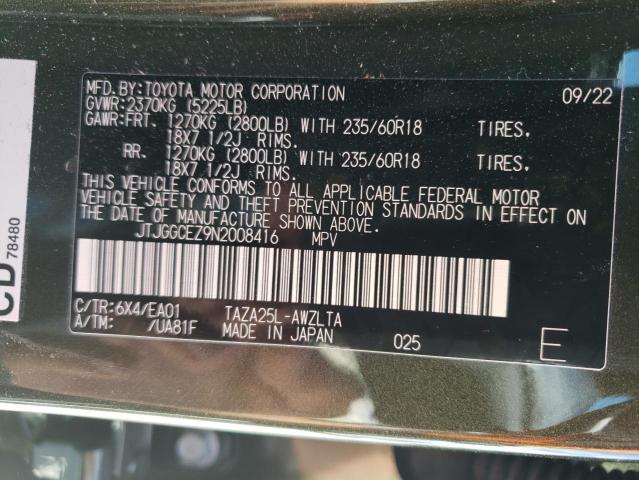 MFD.BY:TOYOTA MOTOR CORPORATION 09/22
GVWR:2370KG (5225LB)
GAWR:FRT. 1270KG (2800LB) WITH 235/60R18 TIRES,
18X7 1/2J RIMS.
RR. 1270KG (2800LB) WITH 235/60R18 TIRES,
18X7 1/2J RIMS.
THIS VEHICLE CONFORMS TO ALL APPLICABLE FEDERAL MOTOR
VEHICLE SAFETY AND THEFT PREVENTION STANDARDS IN EFFECT ON
THE DATE OF MANUFACTURE SHOWN ABOVE.
JTJGGCEZ9N2008416 MPV
C/TR:6X4/EA01 TAZA25L-AWZLTA
A/TM: /UA81F MADE IN JAPAN 025 E
CD
78480